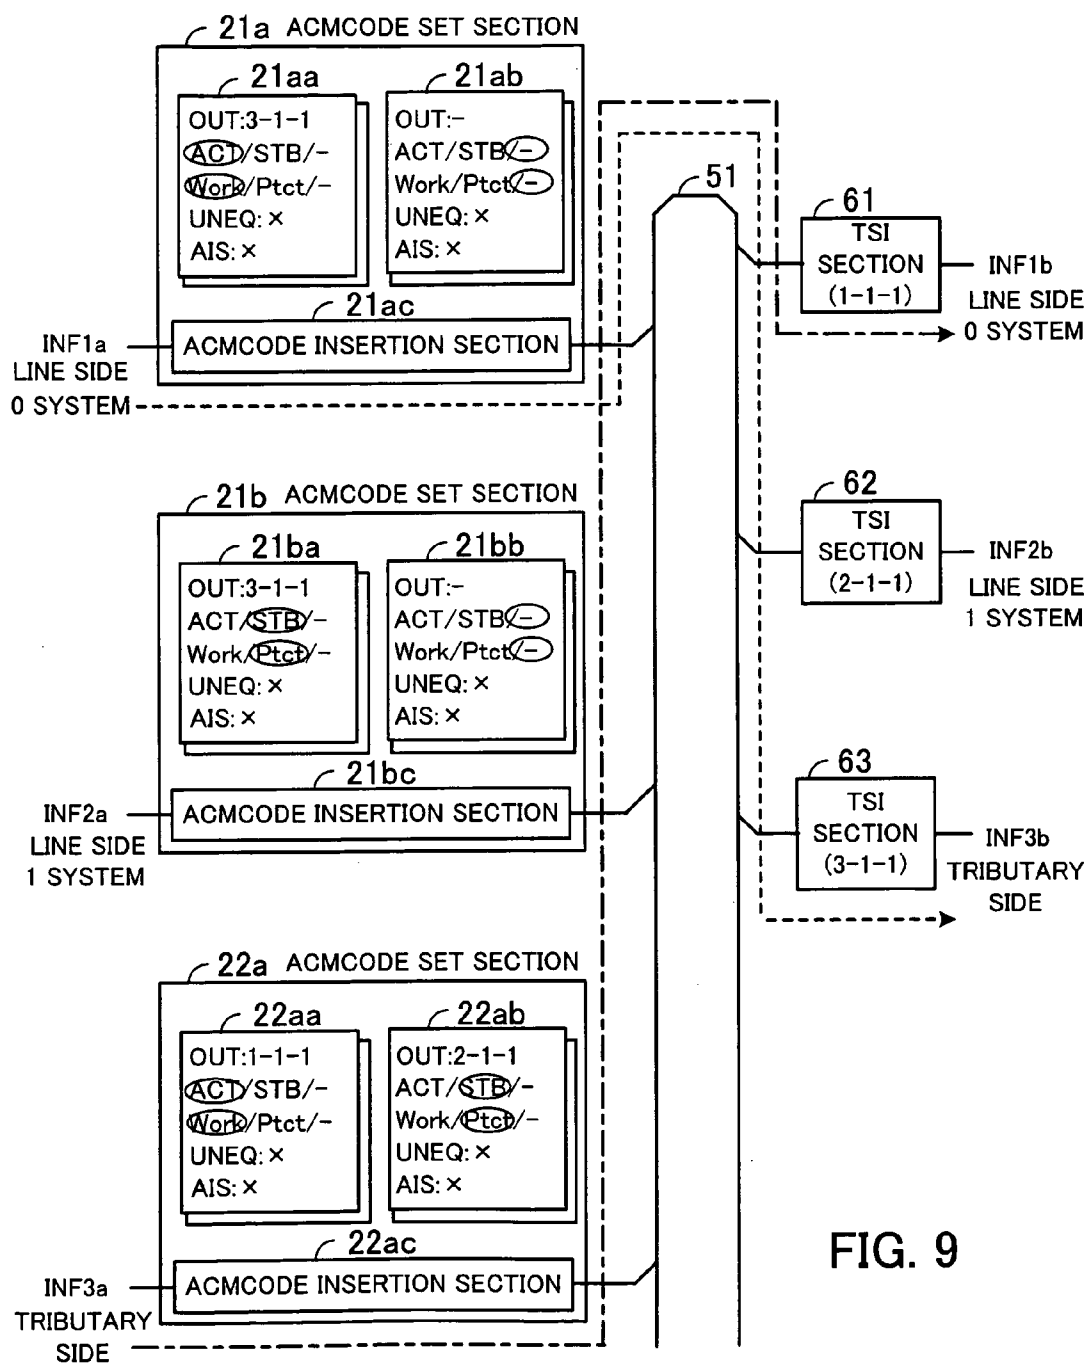 21a ACMCODE SET SECTION
21aa
OUT:3-1-1
ACT/STB/-
Work/Ptct/-
UNEQ:×
AIS:×
21ab
OUT:-
ACT/STB/-
Work/Ptct/-
UNEQ:×
AIS:×
21ac
ACMCODE INSERTION SECTION
INF1a
LINE SIDE
0 SYSTEM
51
61
TSI
SECTION
(1-1-1)
INF1b
LINE SIDE
0 SYSTEM
21b ACMCODE SET SECTION
21ba
OUT:3-1-1
ACT/STB/-
Work/Ptct/-
UNEQ:×
AIS:×
21bb
OUT:-
ACT/STB/-
Work/Ptct/-
UNEQ:×
AIS:×
21bc
ACMCODE INSERTION SECTION
INF2a
LINE SIDE
1 SYSTEM
62
TSI
SECTION
(2-1-1)
INF2b
LINE SIDE
1 SYSTEM
63
TSI
SECTION
(3-1-1)
INF3b
TRIBUTARY
SIDE
22a ACMCODE SET SECTION
22aa
OUT:1-1-1
ACT/STB/-
Work/Ptct/-
UNEQ:×
AIS:×
22ab
OUT:2-1-1
ACT/STB/-
Work/Ptct/-
UNEQ:×
AIS:×
22ac
ACMCODE INSERTION SECTION
INF3a
TRIBUTARY
SIDE
FIG. 9